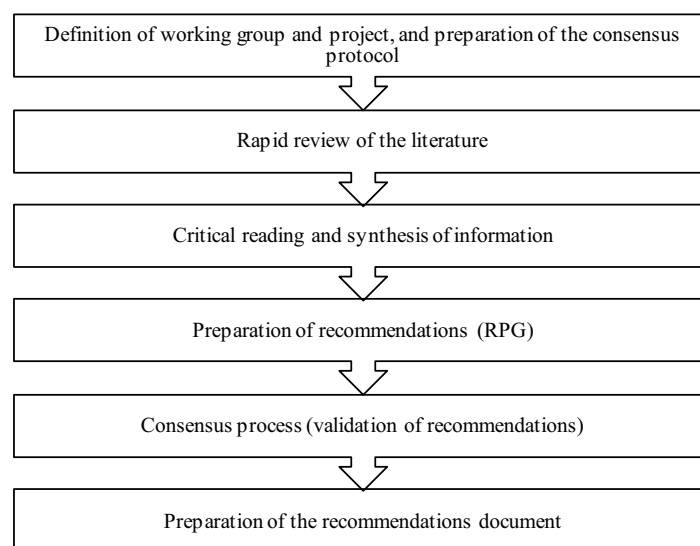 Definition of working group and project, and preparation of the consensus
protocol
Rapid review of the literature
Critical reading and synthesis of information
Preparation of recommendations (RPG)
Consensus process (validation of recommendations)
Preparation of the recommendations document